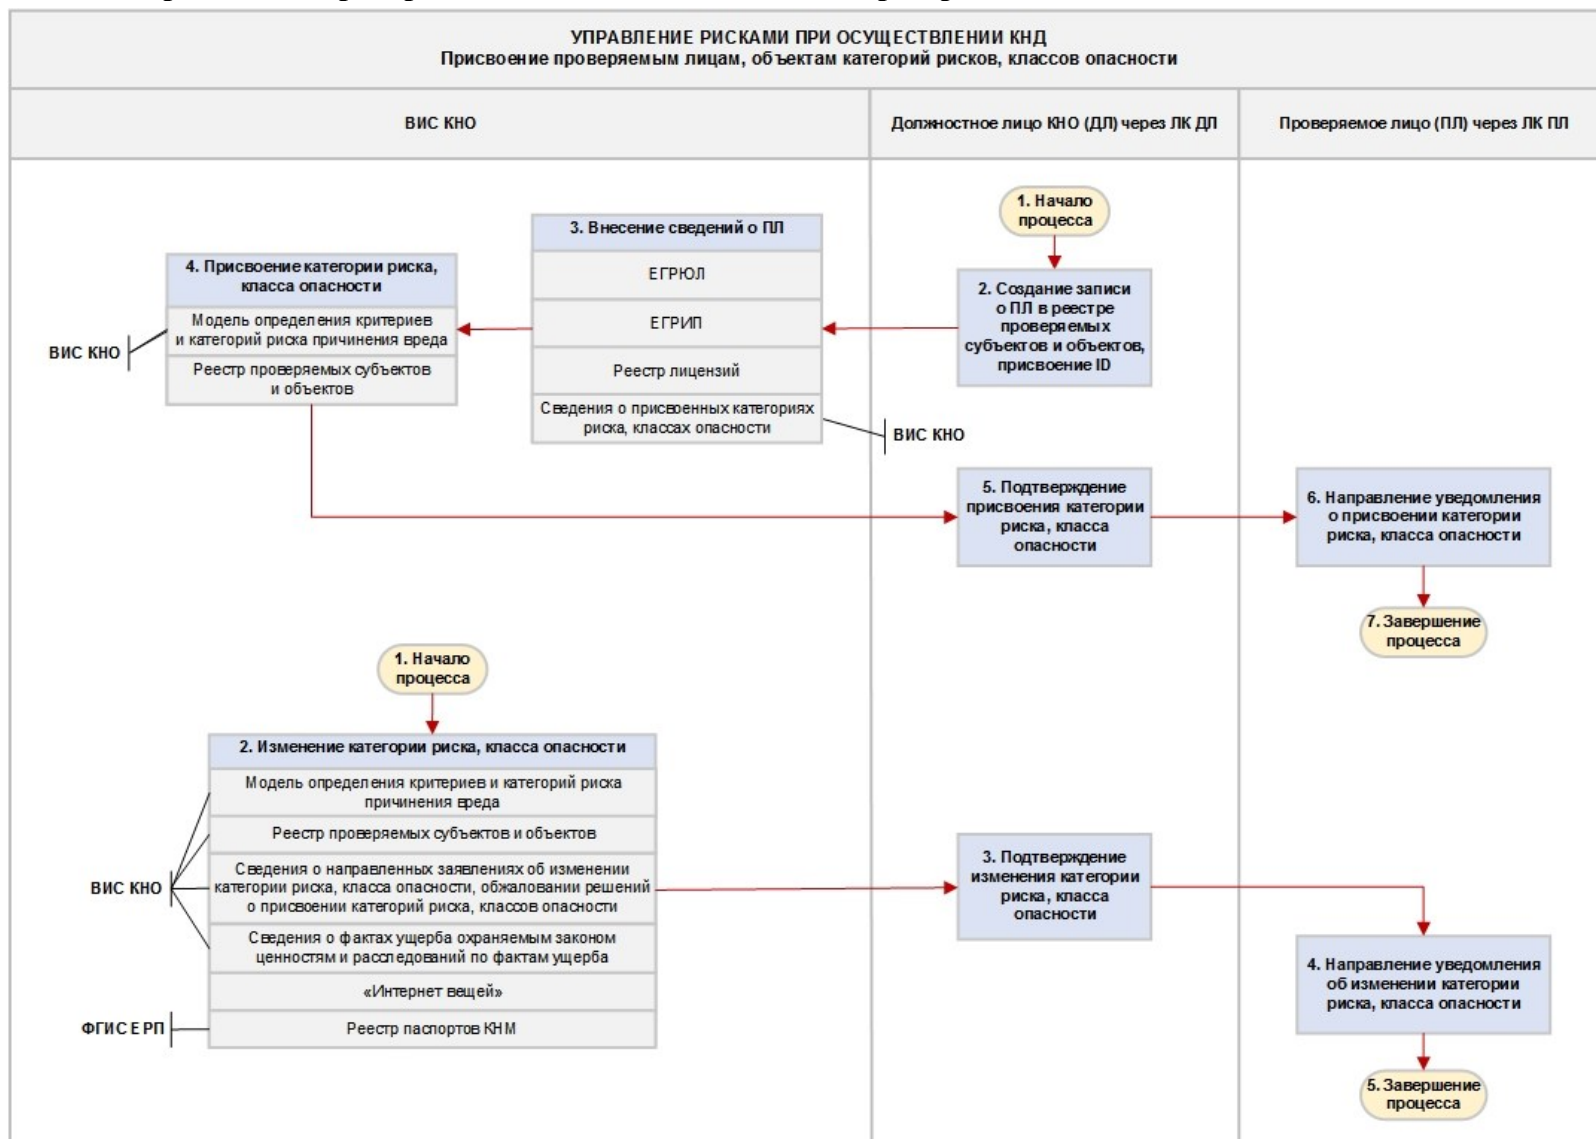 УПРАВЛЕНИЕ РИСКАМИ ПРИ ОСУЩЕСТВЛЕНИИ КНД
Присвоение проверяемым лицам, объектам категорий рисков, классов опасности
ВИС КНО
Должностное лицо КНО (ДЛ) через ЛК ДЛ
Проверяемое лицо (ПЛ) через ЛК ПЛ
1. Начало
процесса
2. Создание записи
о ПЛ в реестре
проверяемых
субъектов и объектов,
присвоение ID
3. Внесение сведений о ПЛ
ЕГРЮЛ
ЕГРИП
Реестр лицензий
Сведения о присвоенных категориях
риска, классах опасности
ВИС КНО
4. Присвоение категории риска,
класса опасности
Модель определения критериев
и категорий риска причинения вреда
Реестр проверяемых субъектов
и объектов
ВИС КНО
5. Подтверждение
присвоения категории
риска, класса
опасности
6. Направление уведомления
о присвоении категории
риска, класса опасности
7. Завершение
процесса
1. Начало
процесса
2. Изменение категории риска, класса опасности
Модель определения критериев и категорий риска
причинения вреда
Реестр проверяемых субъектов и объектов
Сведения о направленных заявлениях об изменении
категории риска, класса опасности, обжаловании решений
о присвоении категорий риска, классов опасности
Сведения о фактах ущерба охраняемым законом
ценностям и расследований по фактам ущерба
«Интернет вещей»
Реестр паспортов КНМ
ВИС КНО
ФГИС ЕРП
3. Подтверждение
изменения категории
риска, класса
опасности
4. Направление уведомления
об изменении категории
риска, класса опасности
5. Завершение
процесса